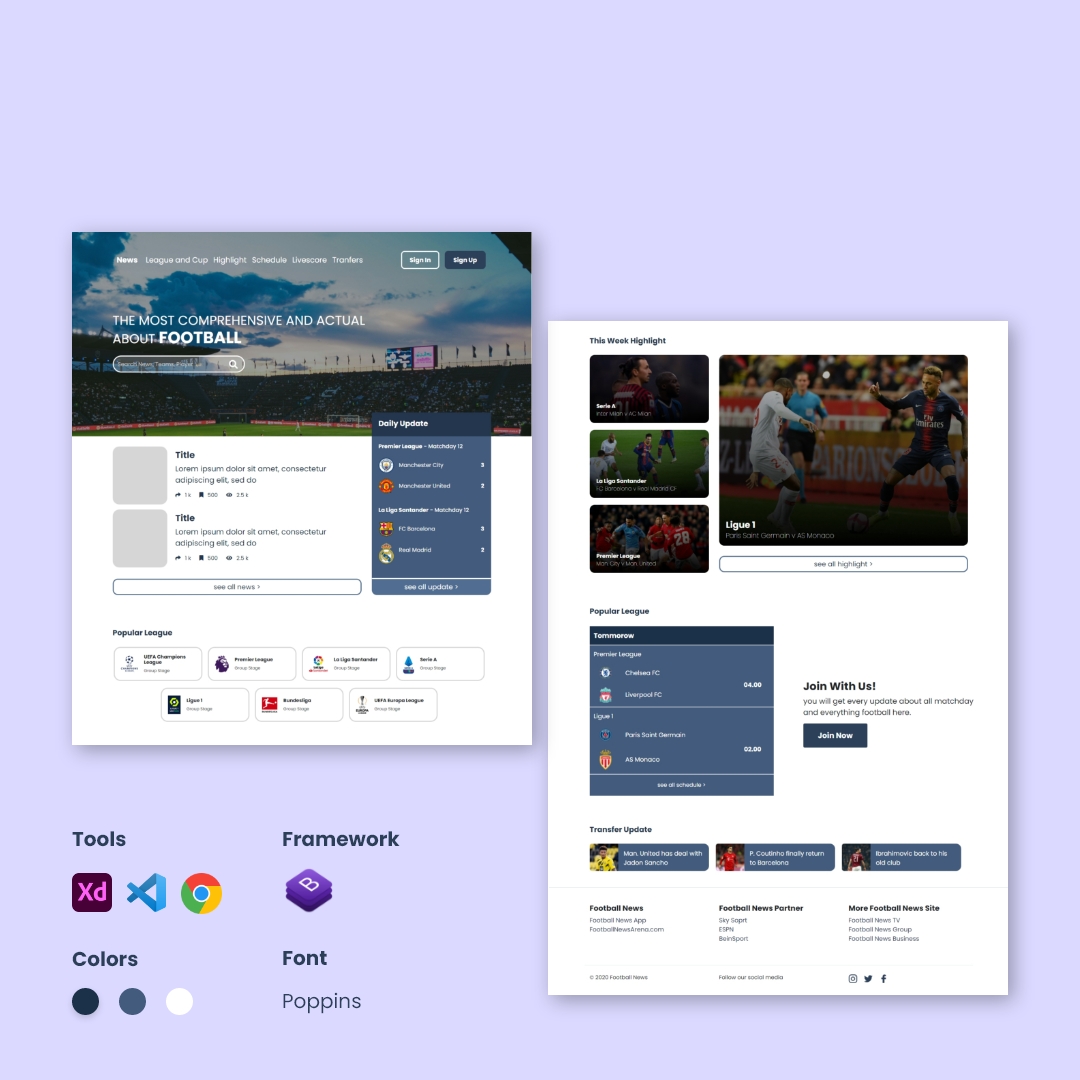 News League and Cup Highlight Schedule Livescore Tranfers
Sign In
Sign Up
THE MOST COMPREHENSIVE AND ACTUAL
ABOUT FOOTBALL
Search News, Teams, Player
Title
Lorem ipsum dolor sit amet, consectetur
adipiscing elit, sed do
1 k 500 2.5 k
Title
Lorem ipsum dolor sit amet, consectetur
adipiscing elit, sed do
1 k 500 2.5 k
see all news >
Daily Update
Premier League - Matchday 12
Manchester City 3
Manchester United 2
La Liga Santander - Matchday 12
FC Barcelona 3
Real Madrid 2
see all update >
Popular League
UEFA Champions
League
Group Stage
Premier League
Group Stage
La Liga Santander
Group Stage
Serie A
Group Stage
Ligue 1
Group Stage
Bundesliga
Group Stage
UEFA Europa League
Group Stage
This Week Highlight
Serie A
Inter Milan v AC Milan
La Liga Santander
FC Barcelona v Real Madrid CF
28
Premier League
Man City v Man United
Fly
Emirates
Ligue 1
Paris Saint Germain v AS Monaco
see all highlight >
Popular League
Tommorow
Premier League
Chelsea FC
Liverpool FC
04.00
Ligue 1
Paris Saint Germain
AS Monaco
02.00
see all schedule >
Join With Us!
you will get every update about all matchday
and everything football here.
Join Now
Transfer Update
Man. United has deal with
Jadon Sancho
P. Coutinho finally return
to Barcelona
Ibrahimovic back to his
old club
Football News
Football News App
FootballNewsArena.com
Football News Partner
Sky Soprt
ESPN
BeinSport
More Football News Site
Football News TV
Football News Group
Football News Business
© 2020 Football News
Follow our social media
Tools
Xd
Framework
B
Colors
Font
Poppins